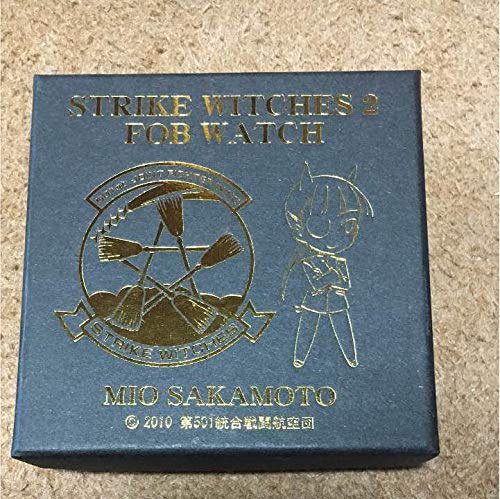 STRIKE WITCHES 2
FOB WATCH
STRIKE WITCHES
MIO SAKAMOTO
© 2010 第501統合戦闘航空団